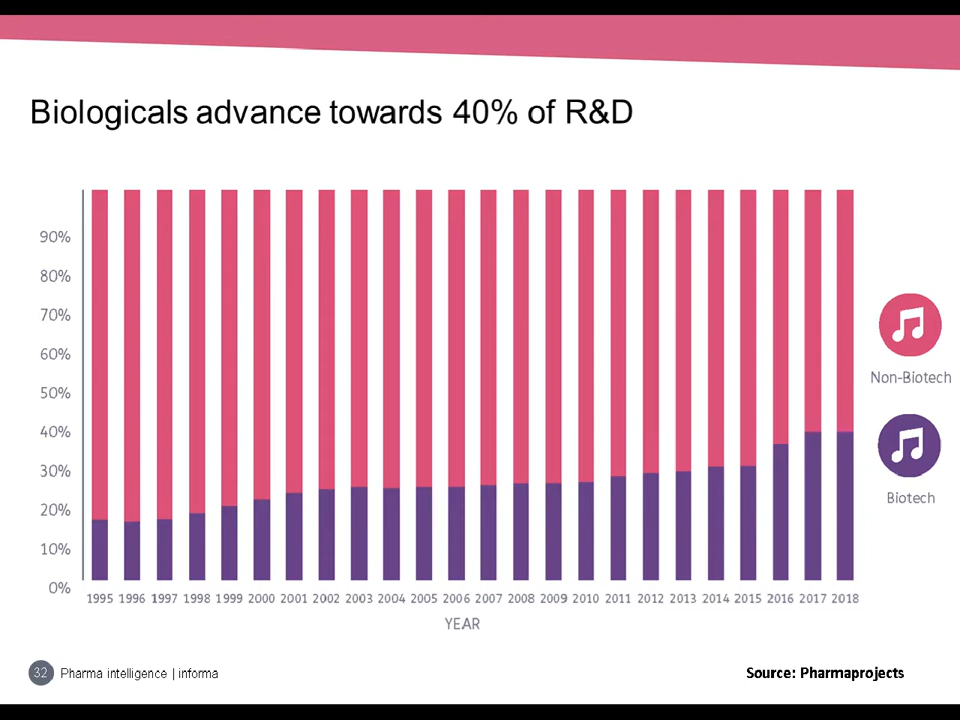 Biologicals advance towards 40% of R&D
90%
80%
70%
60%
50%
40%
30%
20%
10%
0%
1995 1996 1997 1998 1999 2000 2001 2002 2003 2004 2005 2006 2007 2008 2009 2010 2011 2012 2013 2014 2015 2016 2017 2018
YEAR
Non-Biotech
Biotech
32 Pharma intelligence | informa
Source: Pharmaprojects